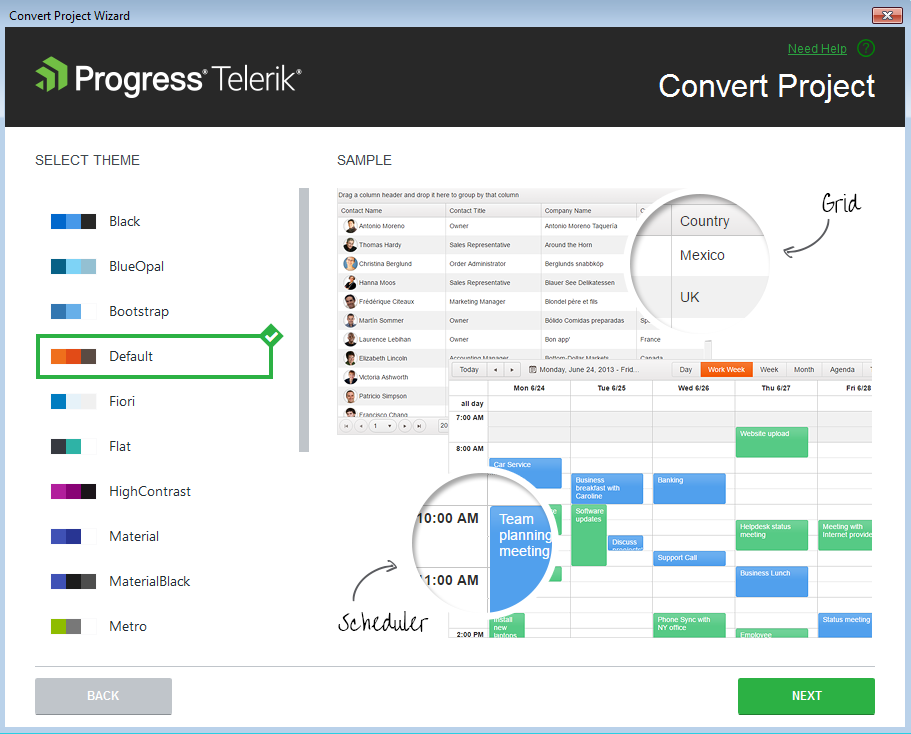 Convert Project Wizard
Need Help ?
Progress® Telerik®
Convert Project
SELECT THEME
Black
BlueOpal
Bootstrap
Default
Fiori
Flat
HighContrast
Material
MaterialBlack
Metro
SAMPLE
Drag a column header and drop it here to group by that column
Contact Name Contact Title Company Name
Antonio Moreno Owner Antonio Moreno Taquería
Thomas Hardy Sales Representative Around the Horn
Christina Berglund Order Administrator Berglunds snabbköp
Hanna Moos Sales Representative Blauer See Delikatessen
Frédérique Citeaux Marketing Manager Blondel père et fils
Martín Sommer Owner Bólido Comidas preparadas
Laurence Lebihan Owner Bon app' France
Elizabeth Lincoln Accounting Manager Bottom-Dollar Markets Canada
Victoria Ashworth
Patricio Simpson
Francisco Chang
1 20
Country
Mexico
UK
Grid
Today Monday, June 24, 2013 - Frid... Day Work Week Week Month Agenda
Mon 6/24 Tue 6/25 Wed 6/26 Thu 6/27 Fri 6/28
all day
7:00 AM
Website upload
8:00 AM
Car Service
Business
breakfast with
Caroline
Banking
Software
updates
10:00 AM
Team
planning
meeting
Helpdesk status
meeting
Meeting with
Internet provide
Discuss
Support Call
11:00 AM
Business Lunch
Scheduler
Install
new
laptops
Phone Sync with
NY office
Status meeting
2:00 PM
Employee
BACK
NEXT